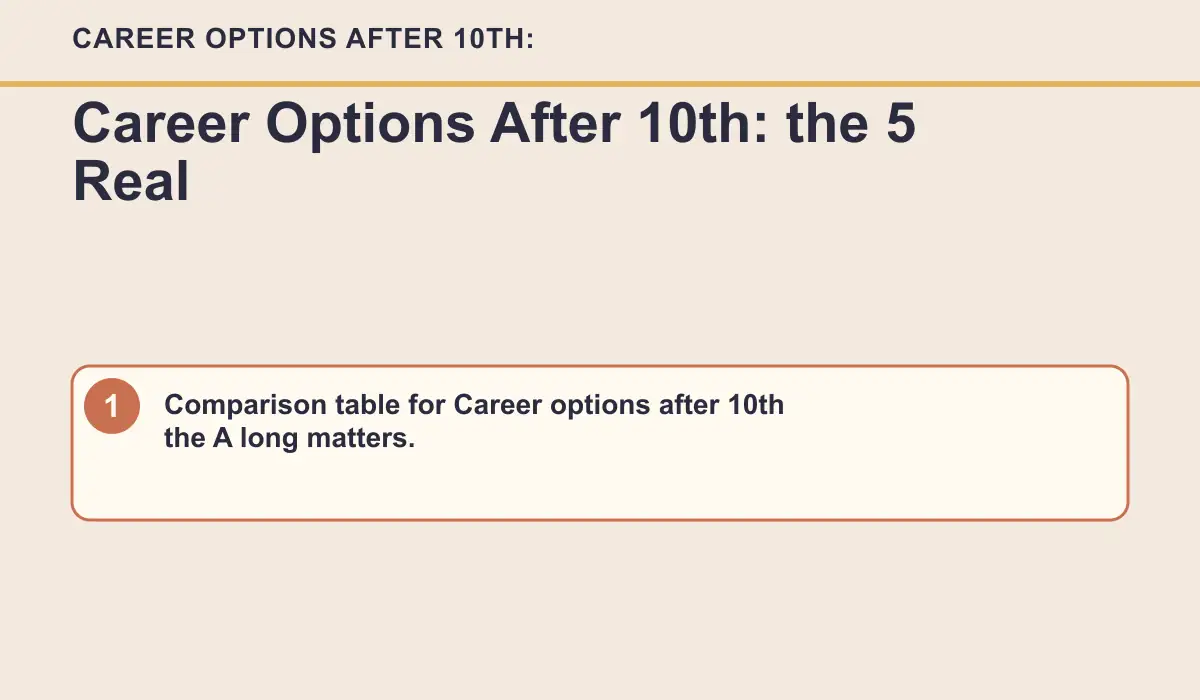 CAREER OPTIONS AFTER 10TH:
Career Options After 10th: the 5
Real
1
Comparison table for Career options after 10th
the A long matters.